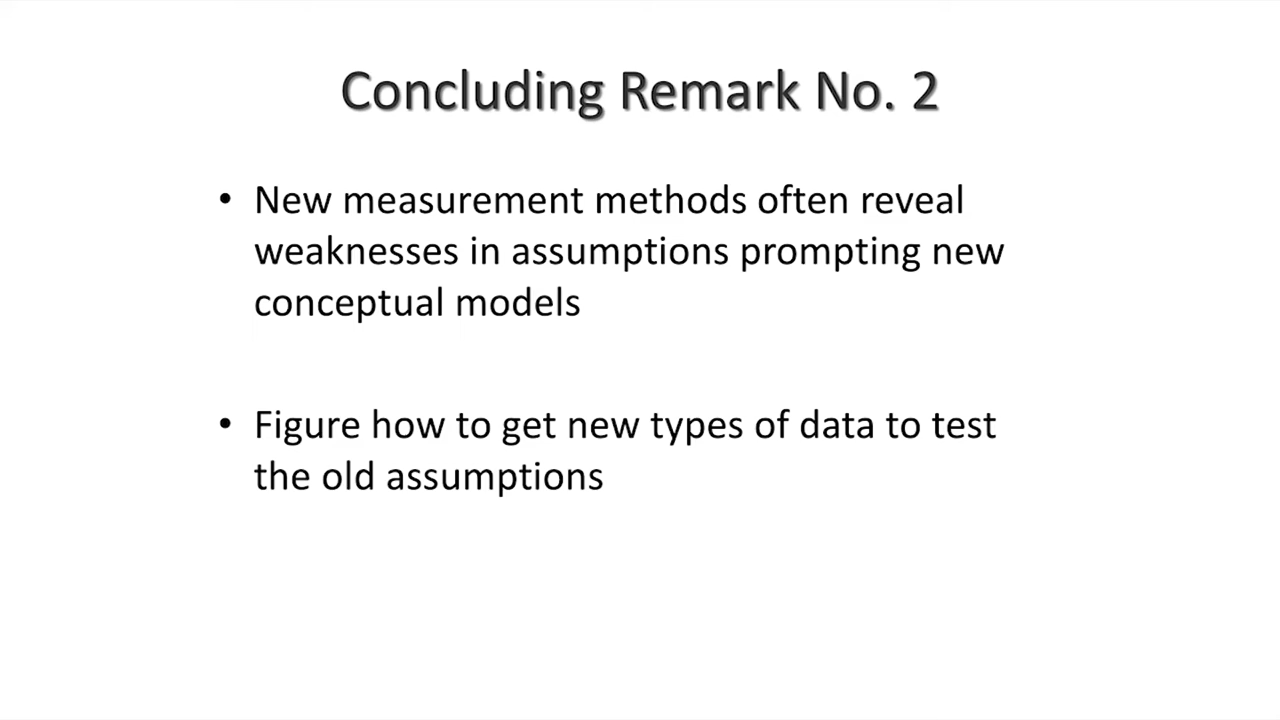 Concluding Remark No. 2
• New measurement methods often reveal
weaknesses in assumptions prompting new
conceptual models
• Figure how to get new types of data to test
the old assumptions